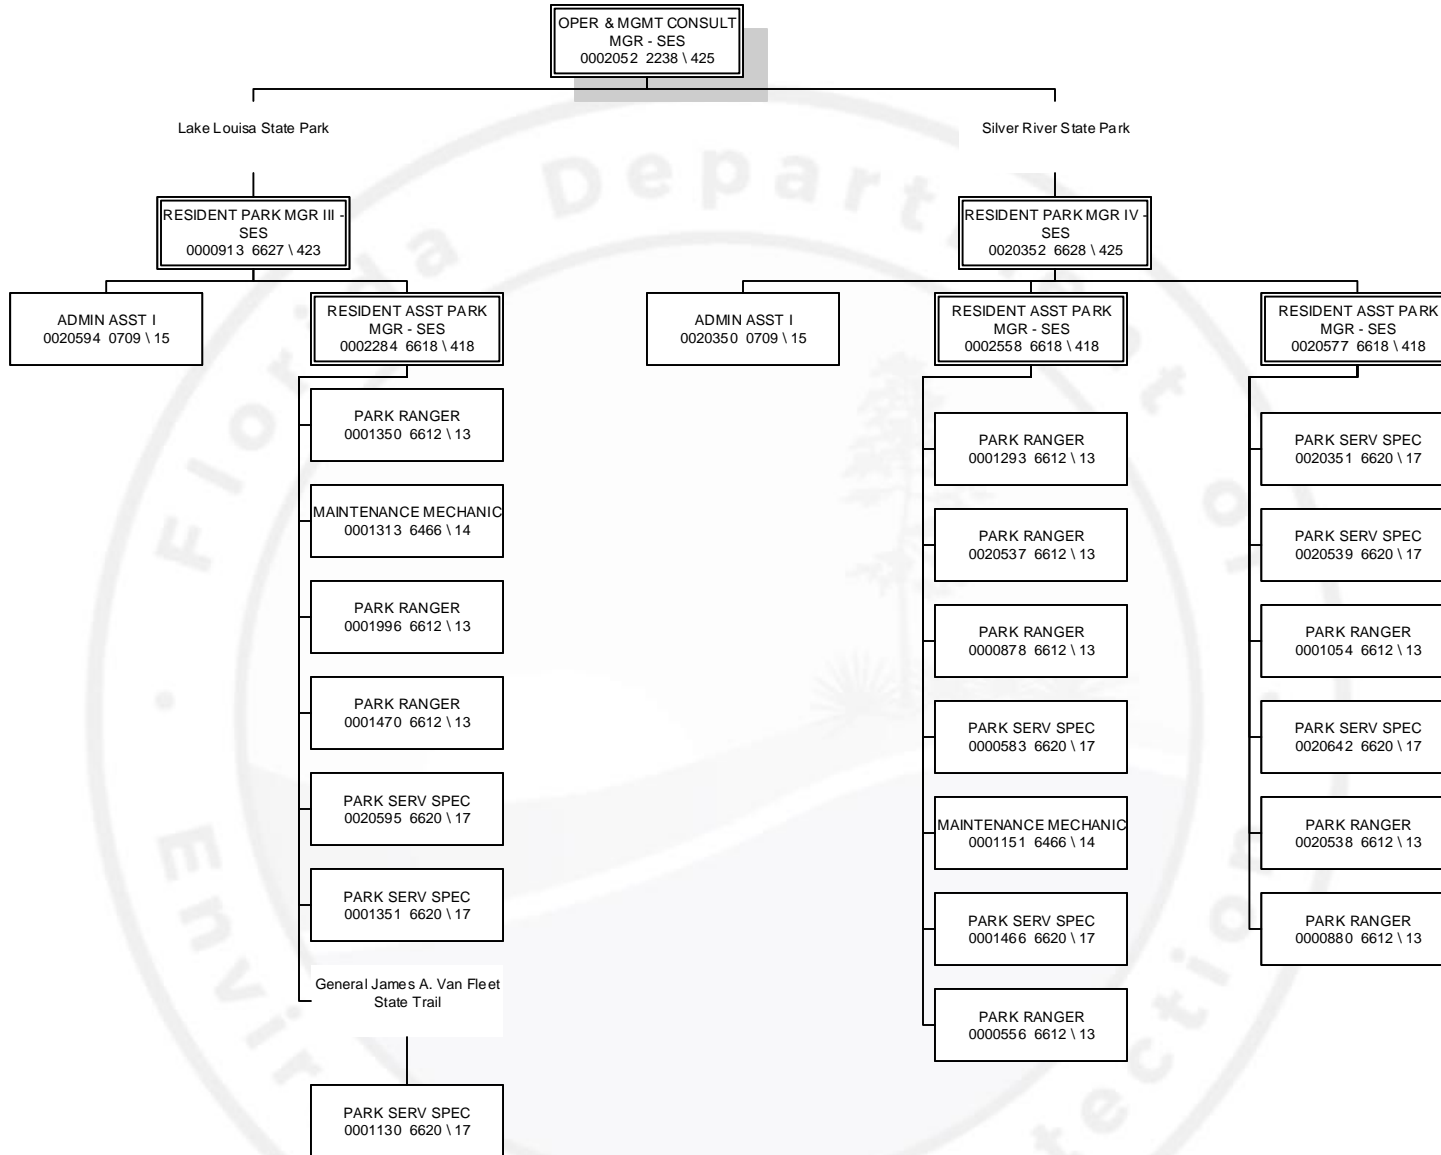 OPER & MGMT CONSULT
MGR - SES
0002052 2238 \ 425
Lake Louisa State Park
Silver River State Park
RESIDENT PARK MGR III -
SES
0000913 6627 \ 423
RESIDENT PARK MGR IV -
SES
0020352 6628 \ 425
ADMIN ASST I
0020594 0709 \ 15
RESIDENT ASST PARK
MGR - SES
0002284 6618 \ 418
ADMIN ASST I
0020350 0709 \ 15
RESIDENT ASST PARK
MGR - SES
0002558 6618 \ 418
RESIDENT ASST PARK
MGR - SES
0020577 6618 \ 418
PARK RANGER
0001350 6612 \ 13
MAINTENANCE MECHANIC
0001313 6466 \ 14
PARK RANGER
0001996 6612 \ 13
PARK RANGER
0001470 6612 \ 13
PARK SERV SPEC
0020595 6620 \ 17
PARK SERV SPEC
0001351 6620 \ 17
General James A. Van Fleet
State Trail
PARK SERV SPEC
0001130 6620 \ 17
PARK RANGER
0001293 6612 \ 13
PARK RANGER
0020537 6612 \ 13
PARK RANGER
0000878 6612 \ 13
PARK SERV SPEC
0000583 6620 \ 17
MAINTENANCE MECHANIC
0001151 6466 \ 14
PARK SERV SPEC
0001466 6620 \ 17
PARK RANGER
0000556 6612 \ 13
PARK SERV SPEC
0020351 6620 \ 17
PARK SERV SPEC
0020539 6620 \ 17
PARK RANGER
0001054 6612 \ 13
PARK SERV SPEC
0020642 6620 \ 17
PARK RANGER
0020538 6612 \ 13
PARK RANGER
0000880 6612 \ 13
Florida